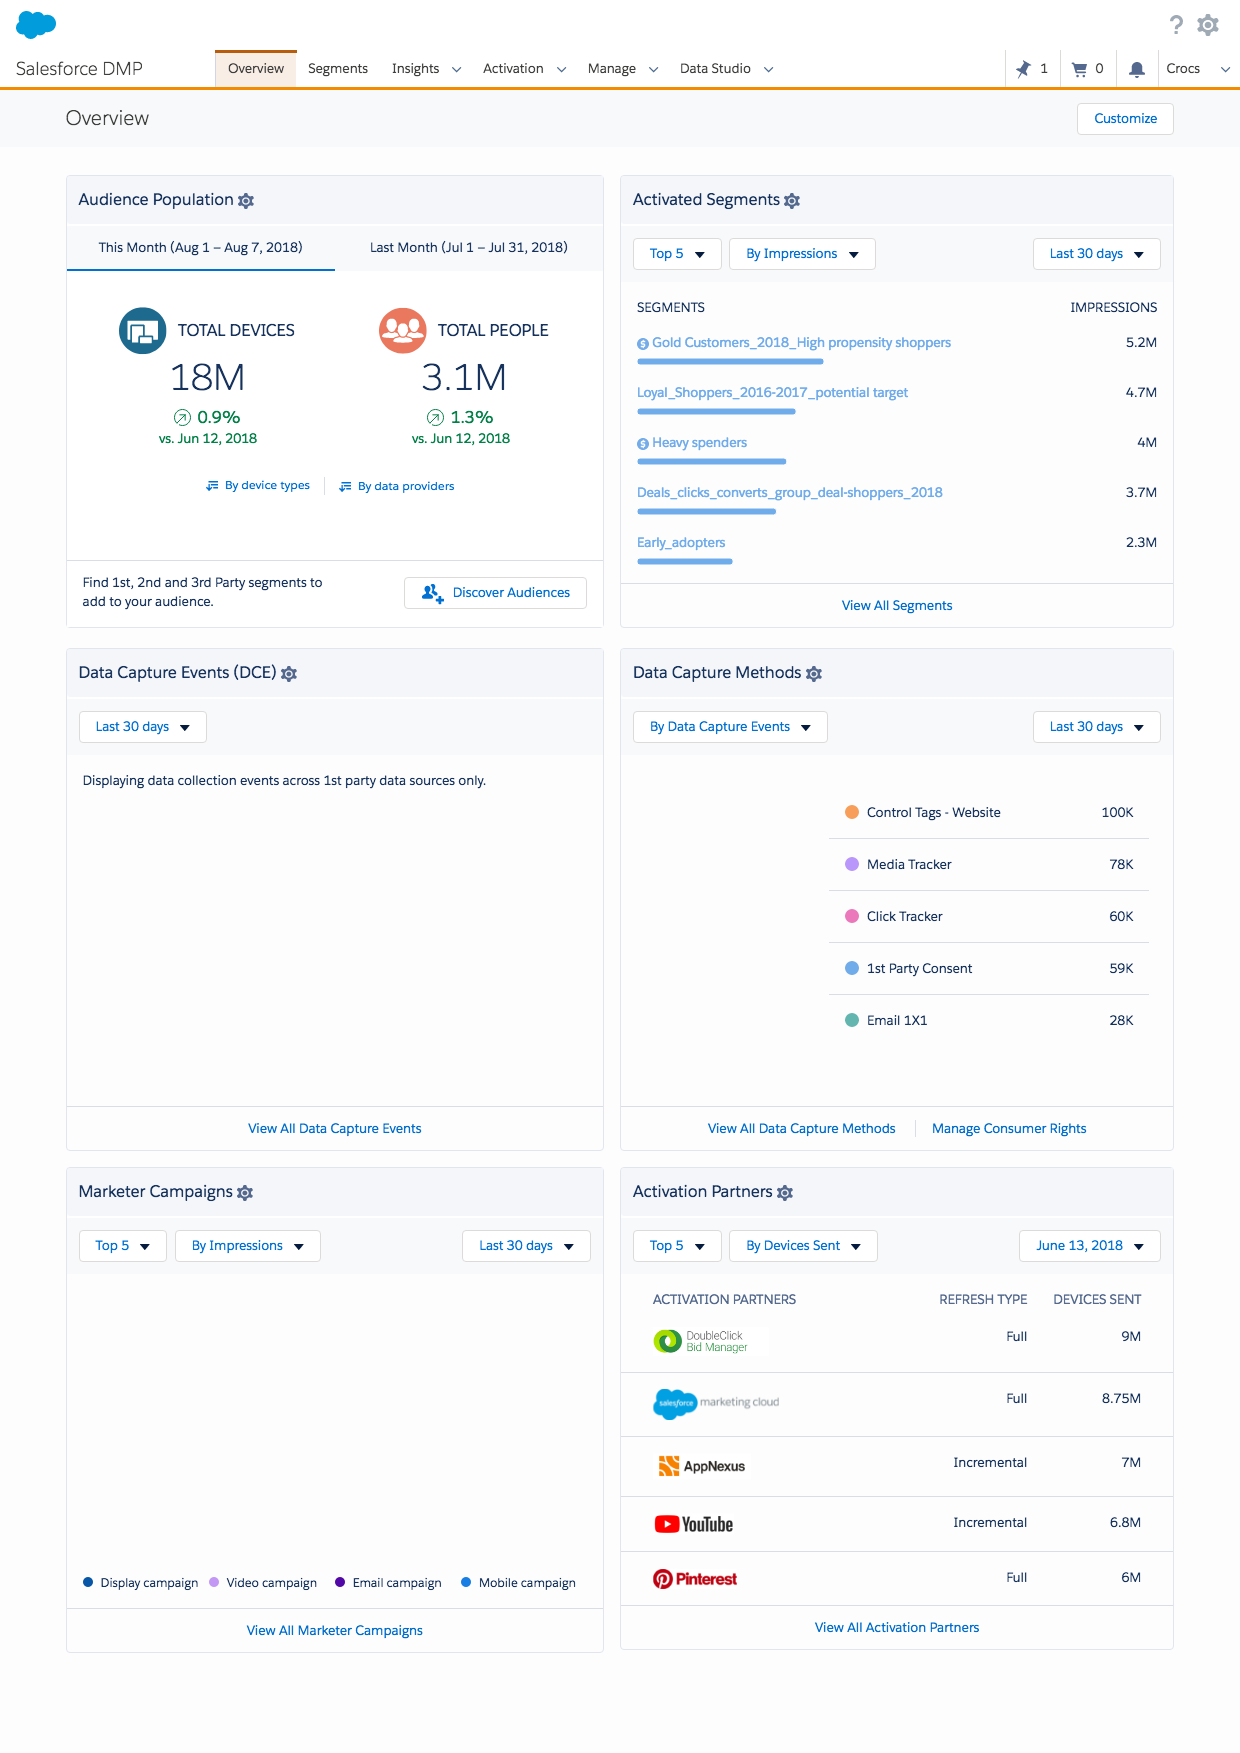 Salesforce DMP
Overview Segments Insights Activation Manage Data Studio 1 0 Crocs
Overview
Customize
Audience Population
This Month (Aug 1 – Aug 7, 2018) Last Month (Jul 1 – Jul 31, 2018)
TOTAL DEVICES TOTAL PEOPLE
18M 3.1M
0.9% 1.3%
vs. Jun 12, 2018 vs. Jun 12, 2018
By device types By data providers
Find 1st, 2nd and 3rd Party segments to
add to your audience.
Discover Audiences
Activated Segments
Top 5 By Impressions Last 30 days
SEGMENTS IMPRESSIONS
Gold Customers_2018_High propensity shoppers 5.2M
Loyal_Shoppers_2016-2017_potential target 4.7M
Heavy spenders 4M
Deals_clicks_converts_group_deal-shoppers_2018 3.7M
Early_adopters 2.3M
View All Segments
Data Capture Events (DCE)
Last 30 days
Displaying data collection events across 1st party data sources only.
View All Data Capture Events
Data Capture Methods
By Data Capture Events Last 30 days
Control Tags - Website 100K
Media Tracker 78K
Click Tracker 60K
1st Party Consent 59K
Email 1X1 28K
View All Data Capture Methods Manage Consumer Rights
Marketer Campaigns
Top 5 By Impressions Last 30 days
Display campaign Video campaign Email campaign Mobile campaign
View All Marketer Campaigns
Activation Partners
Top 5 By Devices Sent June 13, 2018
ACTIVATION PARTNERS REFRESH TYPE DEVICES SENT
DoubleClick
Bid Manager Full 9M
salesforce marketing cloud Full 8.75M
AppNexus Incremental 7M
YouTube Incremental 6.8M
Pinterest Full 6M
View All Activation Partners